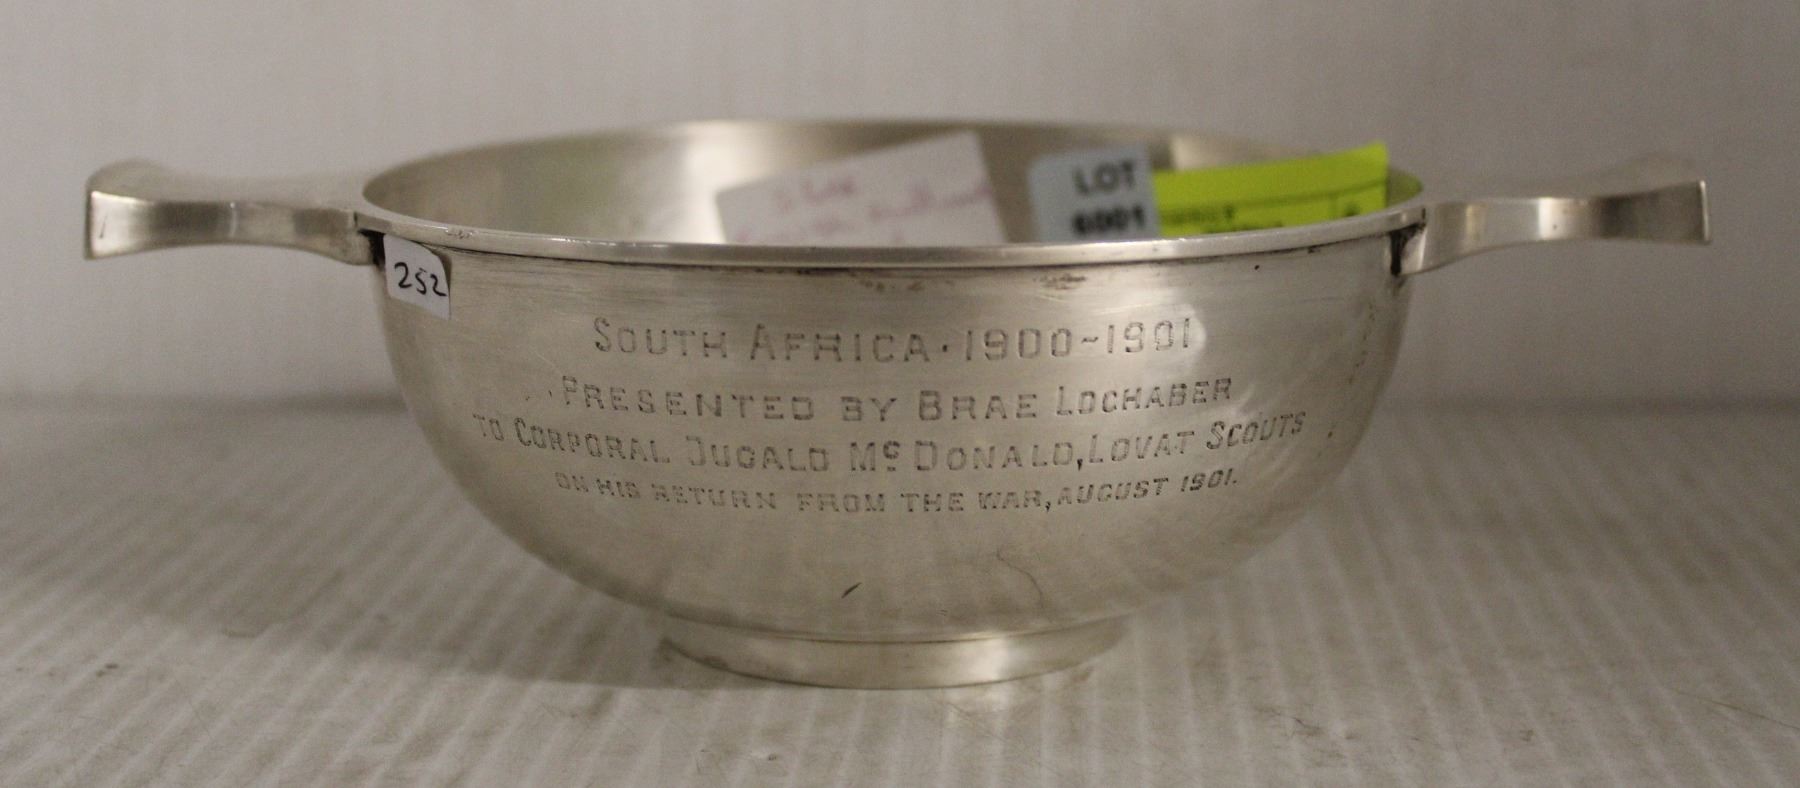 LOT
6001
252
SOUTH AFRICA · 1900~1901
PRESENTED BY BRAE LOCHABER
TO CORPORAL DUGALD McDONALD, LOVAT SCOUTS
ON HIS RETURN FROM THE WAR, AUGUST 1901.